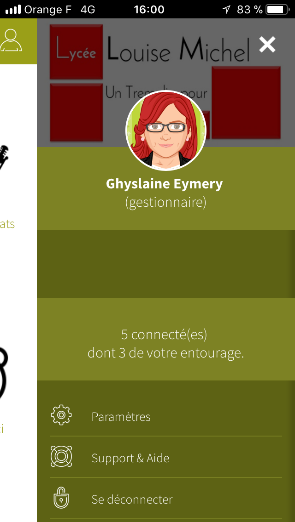 Orange F 4G 16:00 83 %
Lycée Louise Michel
Un Trem
pour
Ghyslaine Eymery
(gestionnaire)
ats
5 connecté(es)
dont 3 de votre entourage.
i
Paramètres
Support & Aide
Se déconnecter